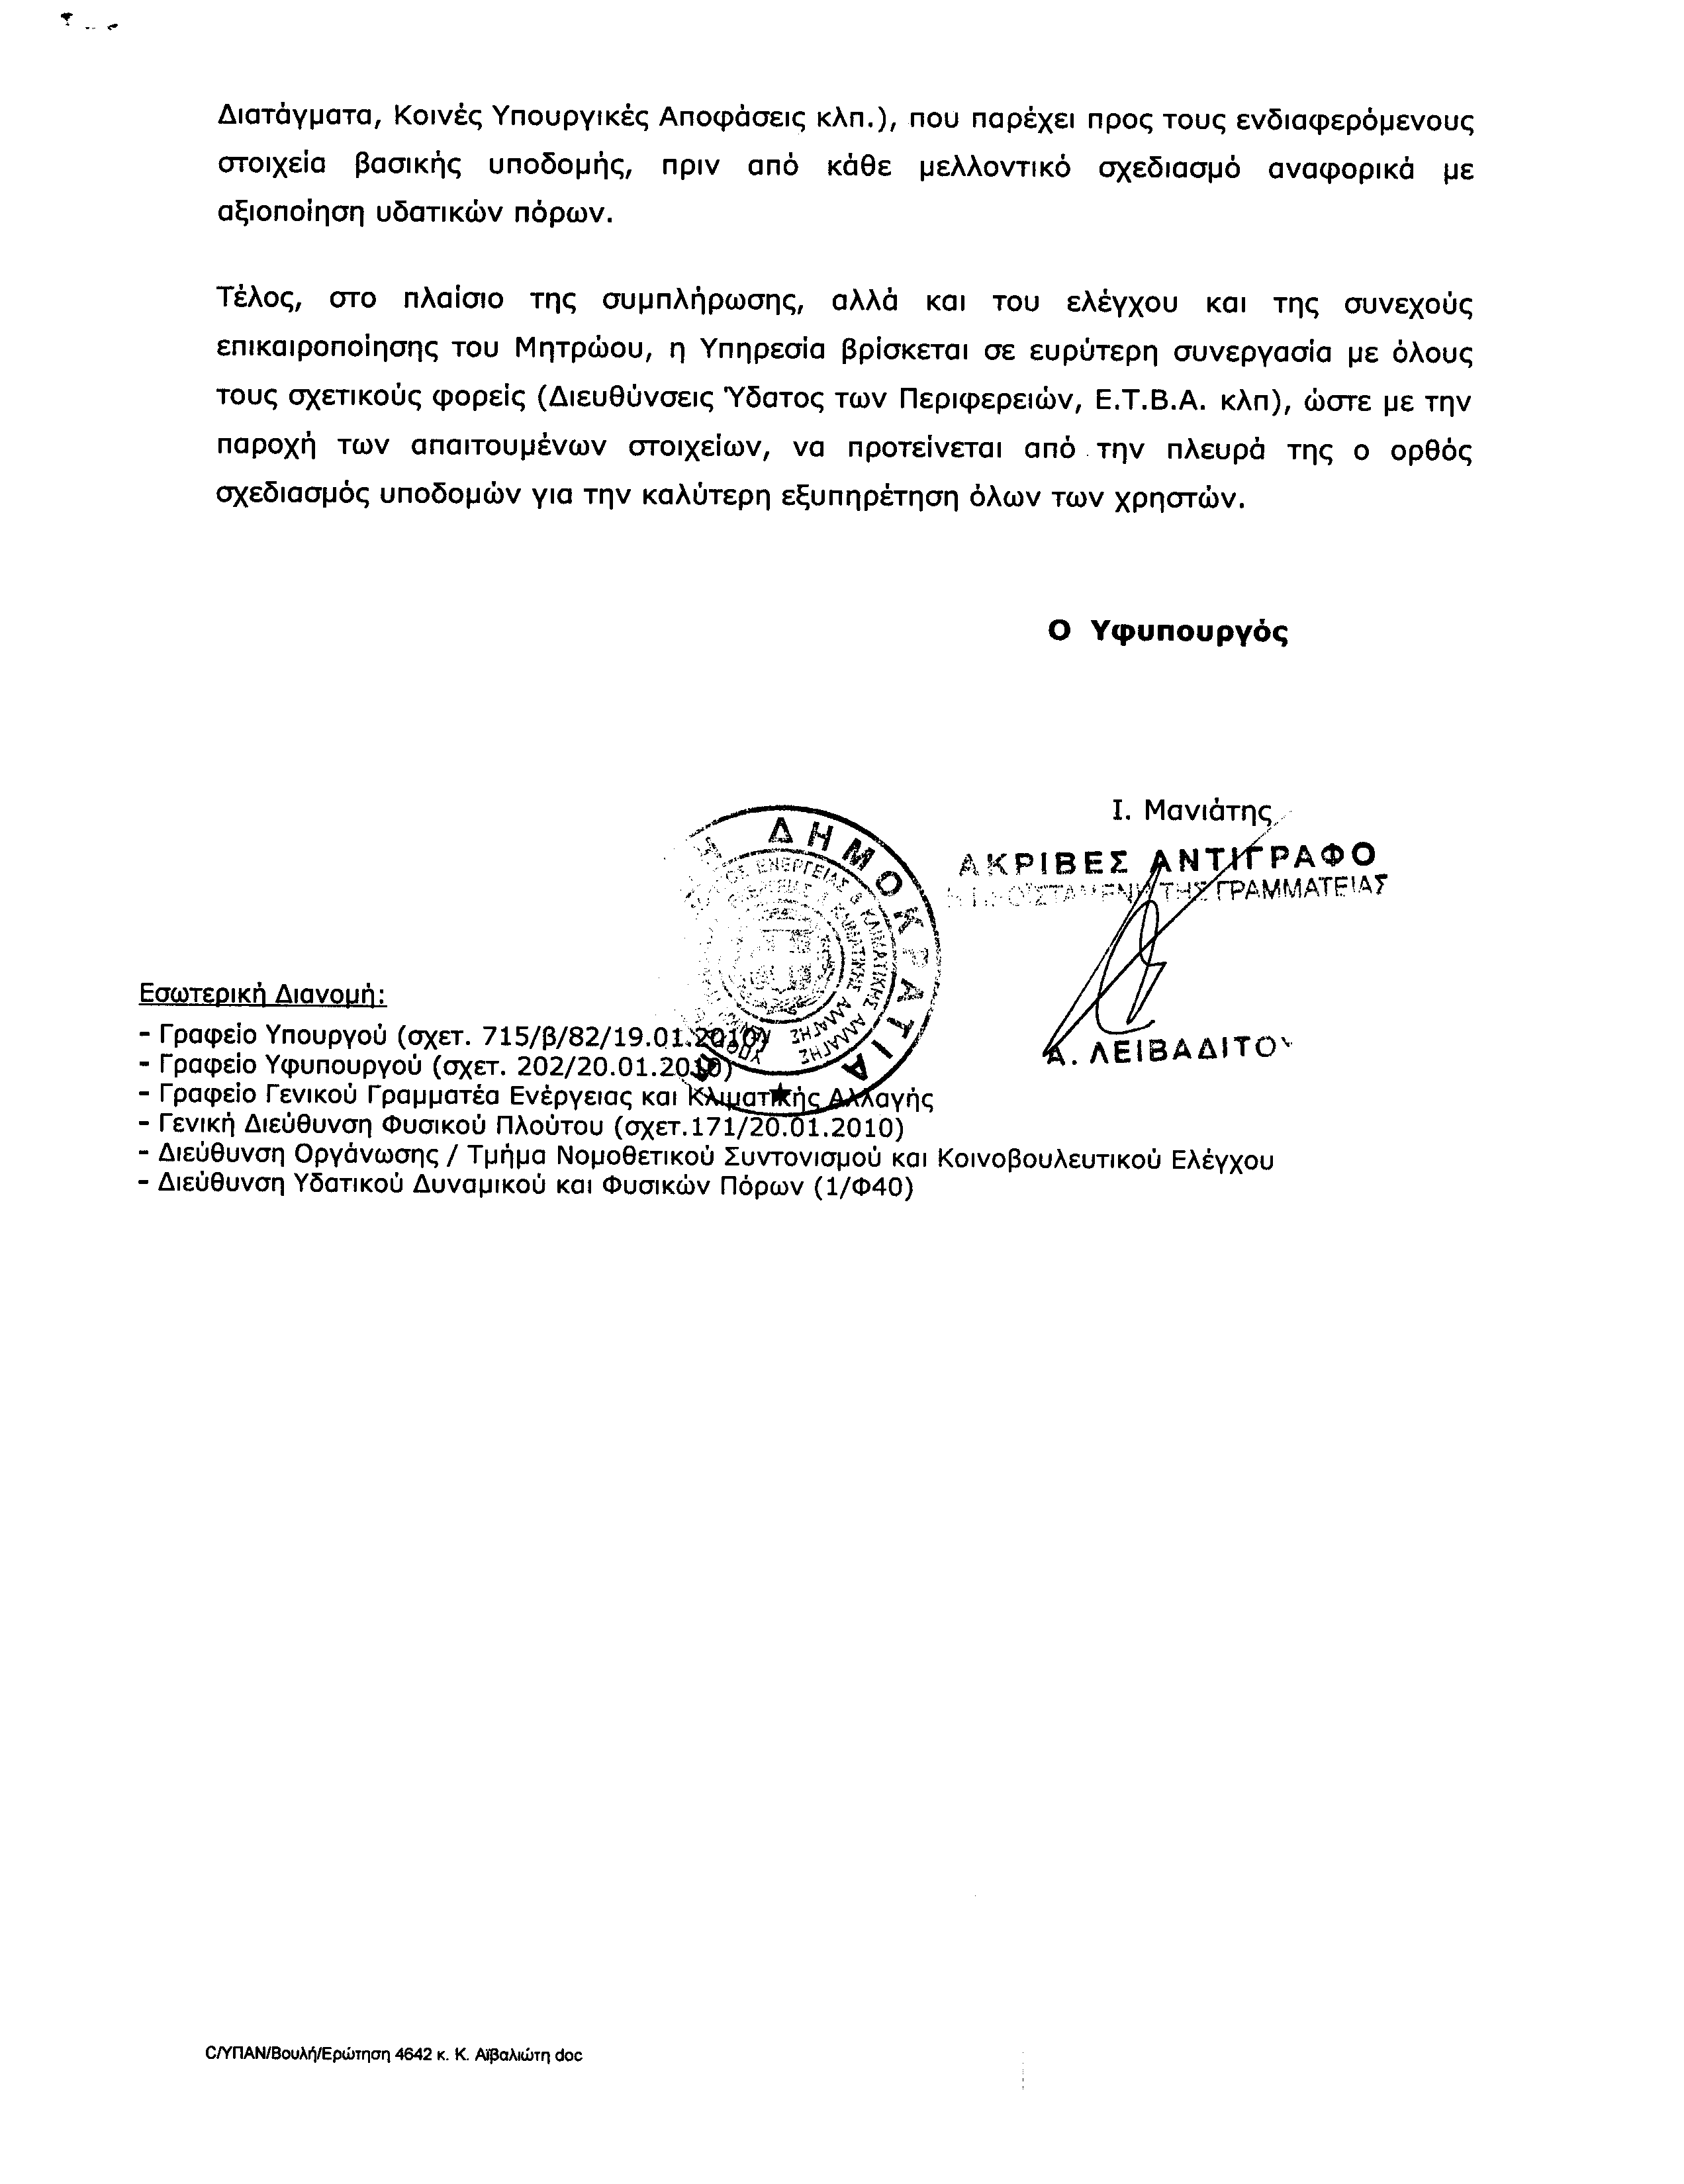 Διατάγματα, Κοινές Υπουργικές Αποφάσεις κλπ.), που παρέχει προς τους ενδιαφερόμενους
στοιχεία βασικής υποδομής, πριν από κάθε μελλοντικό σχεδιασμό αναφορικά με
αξιοποίηση υδατικών πόρων.
Τέλος, στο πλαίσιο της συμπλήρωσης, αλλά και του ελέγχου και της συνεχούς
επικαιροποίησης του Μητρώου, η Υπηρεσία βρίσκεται σε ευρύτερη συνεργασία με όλους
τους σχετικούς φορείς (Διευθύνσεις Ύδατος των Περιφερειών, Ε.Τ.Β.Α. κλπ), ώστε με την
παροχή των απαιτουμένων στοιχείων, να προτείνεται από την πλευρά της ο ορθός
σχεδιασμός υποδομών για την καλύτερη εξυπηρέτηση όλων των χρηστών.
Ο Υφυπουργός
Ι. Μανιάτης
ΑΚΡΙΒΕΣ ΑΝΤΙΓΡΑΦΟ
ΤΗΣ ΓΡΑΜΜΑΤΕΙΑΣ
ΔΗΜΟΚΡΑΤΙΑ
ΕΝΕΡΓΕΙΑΣ & ΚΛΙΜΑΤΙΚΗΣ ΑΛΛΑΓΗΣ
Α. ΛΕΙΒΑΔΙΤΟΥ
Εσωτερική Διανομή:
- Γραφείο Υπουργού (σχετ. 715/β/82/19.01.2010)
- Γραφείο Υφυπουργού (σχετ. 202/20.01.2010)
- Γραφείο Γενικού Γραμματέα Ενέργειας και Κλιματικής Αλλαγής
- Γενική Διεύθυνση Φυσικού Πλούτου (σχετ.171/20.01.2010)
- Διεύθυνση Οργάνωσης / Τμήμα Νομοθετικού Συντονισμού και Κοινοβουλευτικού Ελέγχου
- Διεύθυνση Υδατικού Δυναμικού και Φυσικών Πόρων (1/Φ40)
C/ΥΠΑΝ/Βουλή/Ερώτηση 4642 κ. Κ. Αϊβαλιώτη doc